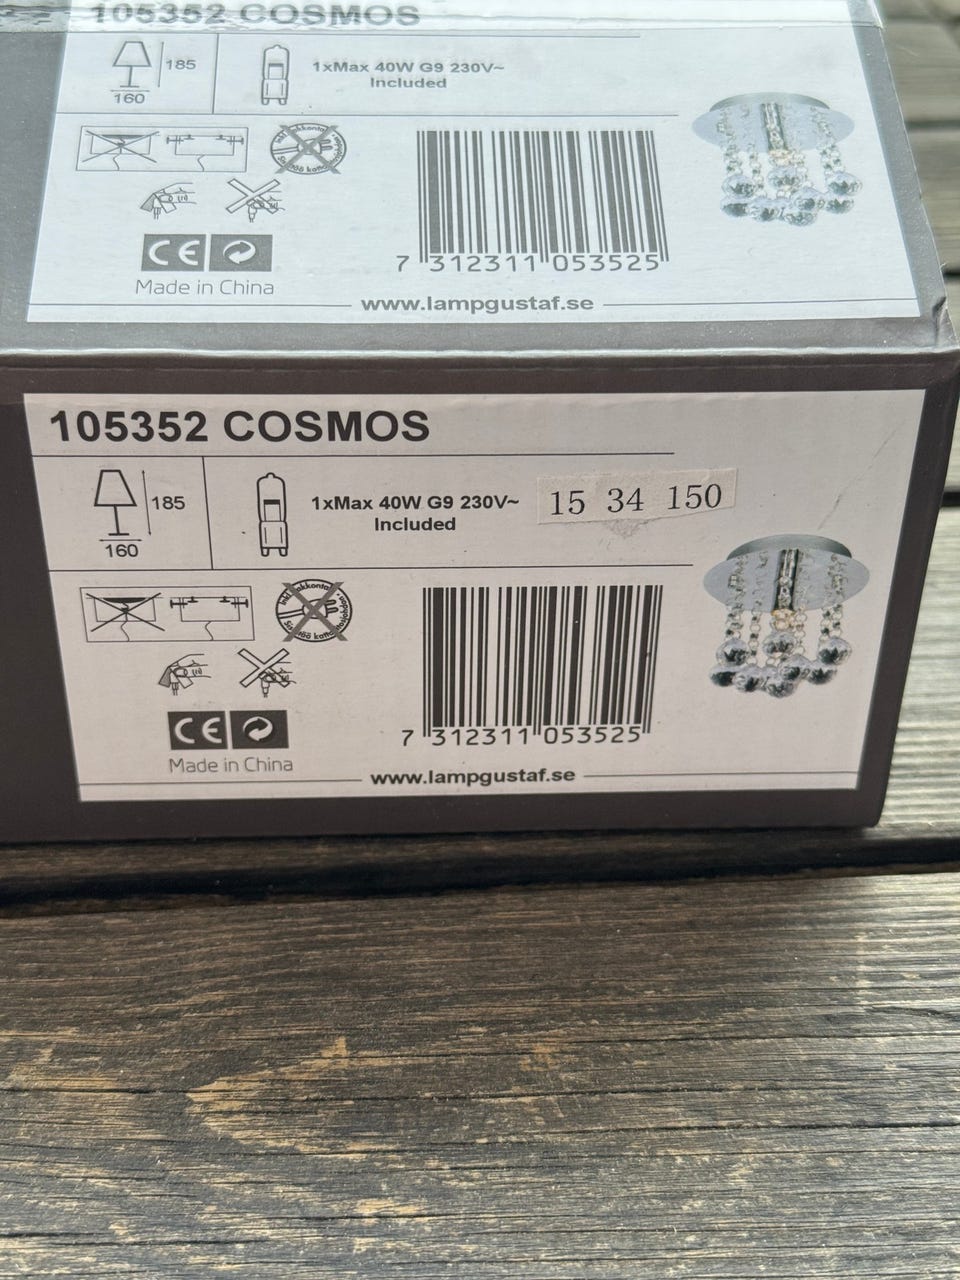 105352 COSMOS
185
160
1xMax 40W G9 230V~
Included
7 312311 053525
CE
Made in China
www.lampgustaf.se
105352 COSMOS
185
160
1xMax 40W G9 230V~
Included
15 34 150
7 312311 053525
CE
Made in China
www.lampgustaf.se